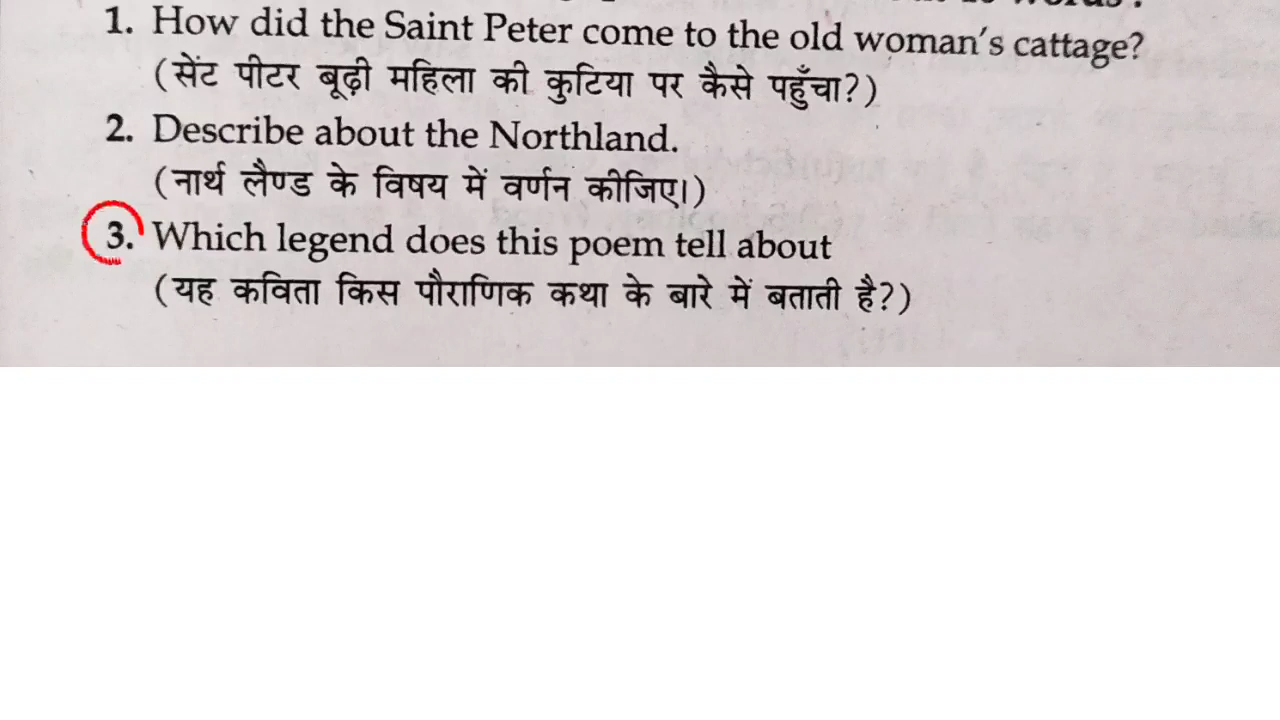 1. How did the Saint Peter come to the old woman's cattage?
(सेंट पीटर बूढ़ी महिला की कुटिया पर कैसे पहुँचा?)
2. Describe about the Northland.
(नार्थ लैण्ड के विषय में वर्णन कीजिए।)
3. Which legend does this poem tell about
(यह कविता किस पौराणिक कथा के बारे में बताती है?)